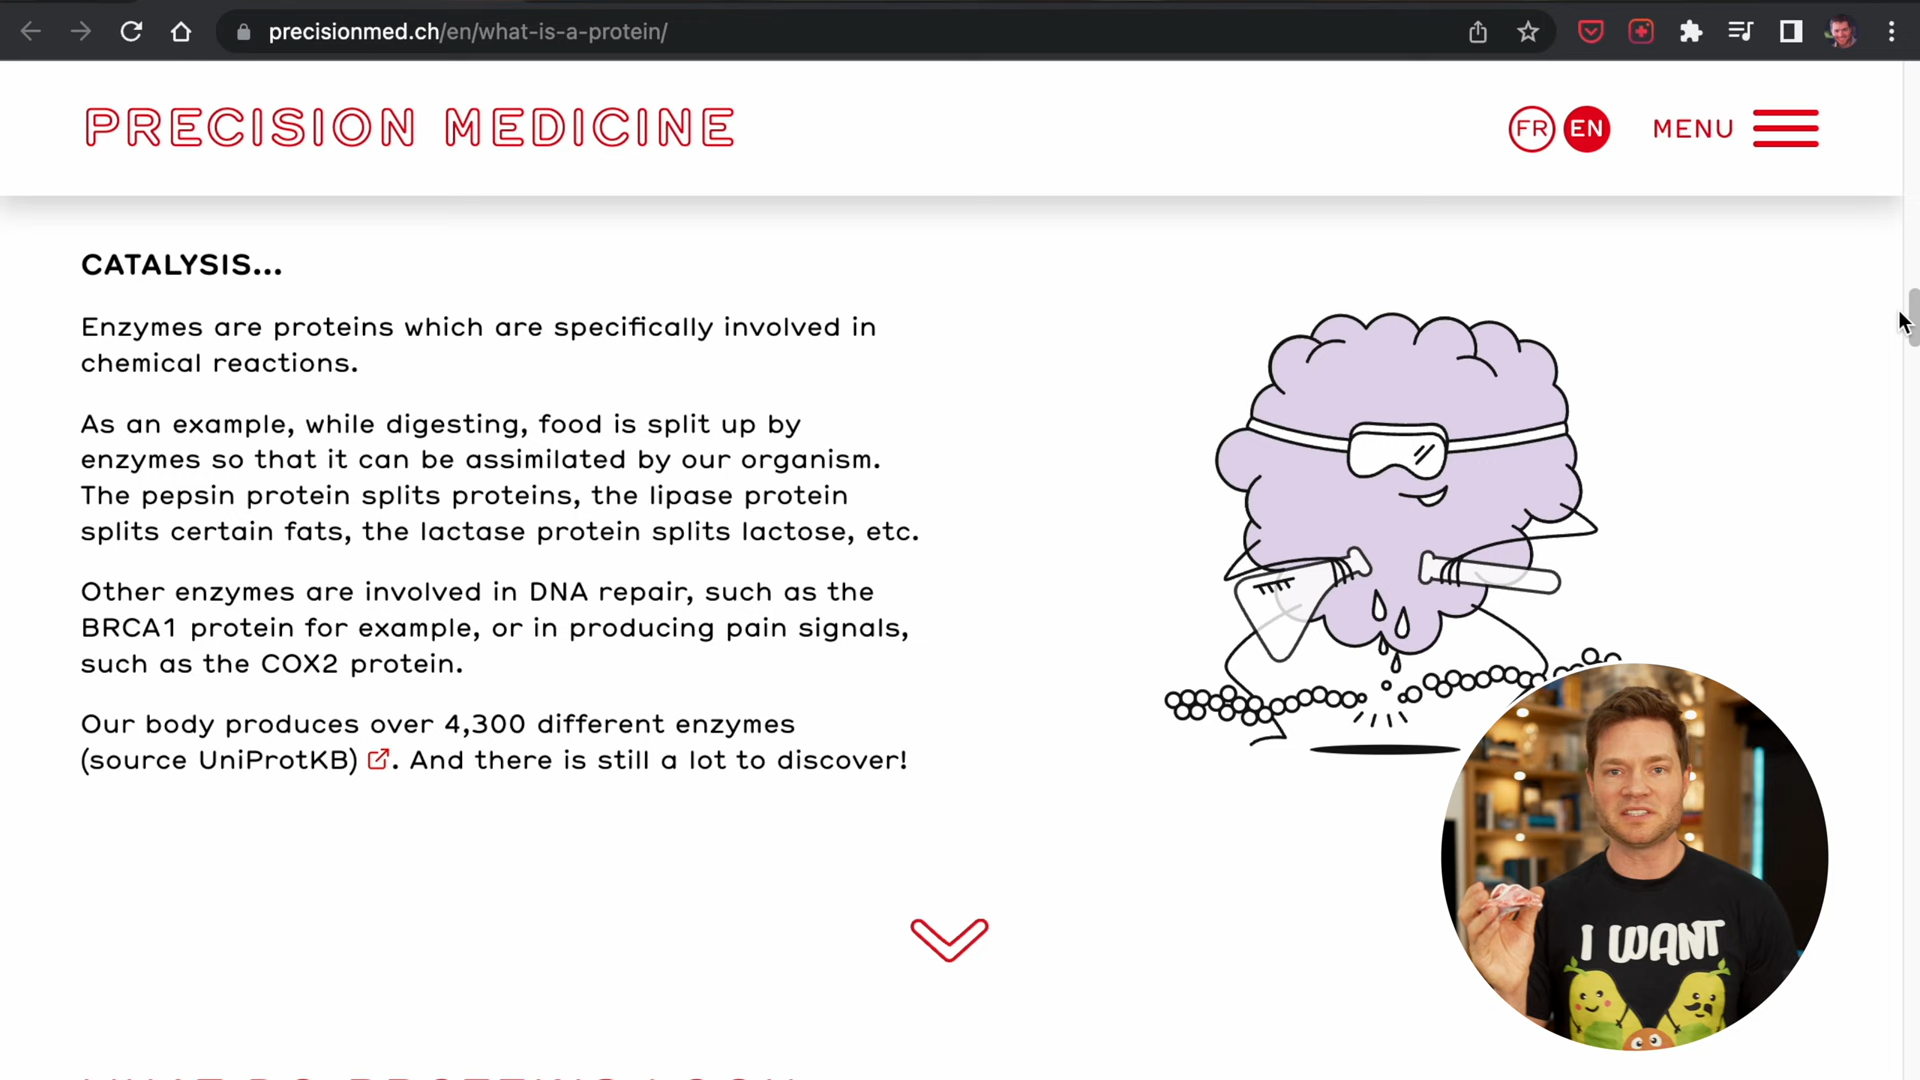 precisionmed.ch/en/what-is-a-protein/
PRECISION MEDICINE
FR EN MENU
CATALYSIS...
Enzymes are proteins which are specifically involved in
chemical reactions.
As an example, while digesting, food is split up by
enzymes so that it can be assimilated by our organism.
The pepsin protein splits proteins, the lipase protein
splits certain fats, the lactase protein splits lactose, etc.
Other enzymes are involved in DNA repair, such as the
BRCA1 protein for example, or in producing pain signals,
such as the COX2 protein.
Our body produces over 4,300 different enzymes
(source UniProtKB) . And there is still a lot to discover!
I WANT